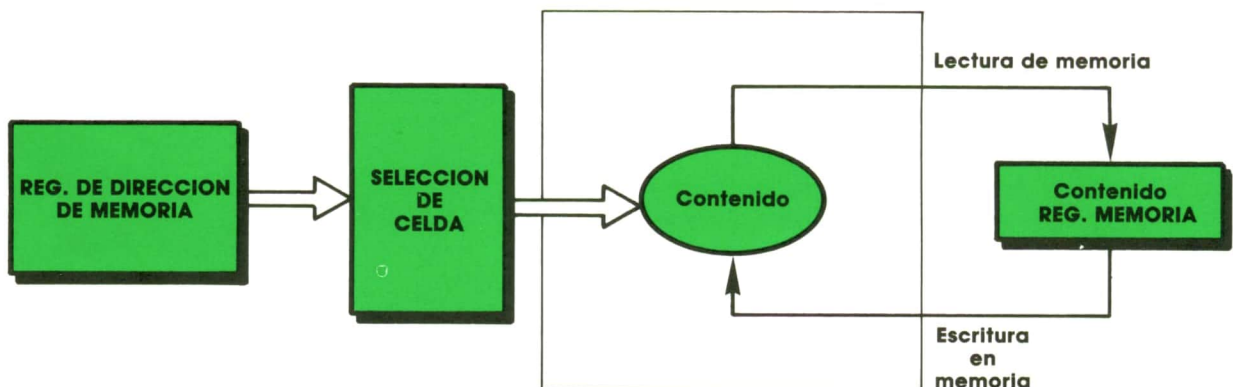 Lectura de memoria
REG. DE DIRECCION
DE MEMORIA
SELECCION
DE
CELDA
Contenido
Contenido
REG. MEMORIA
Escritura
en
memoria